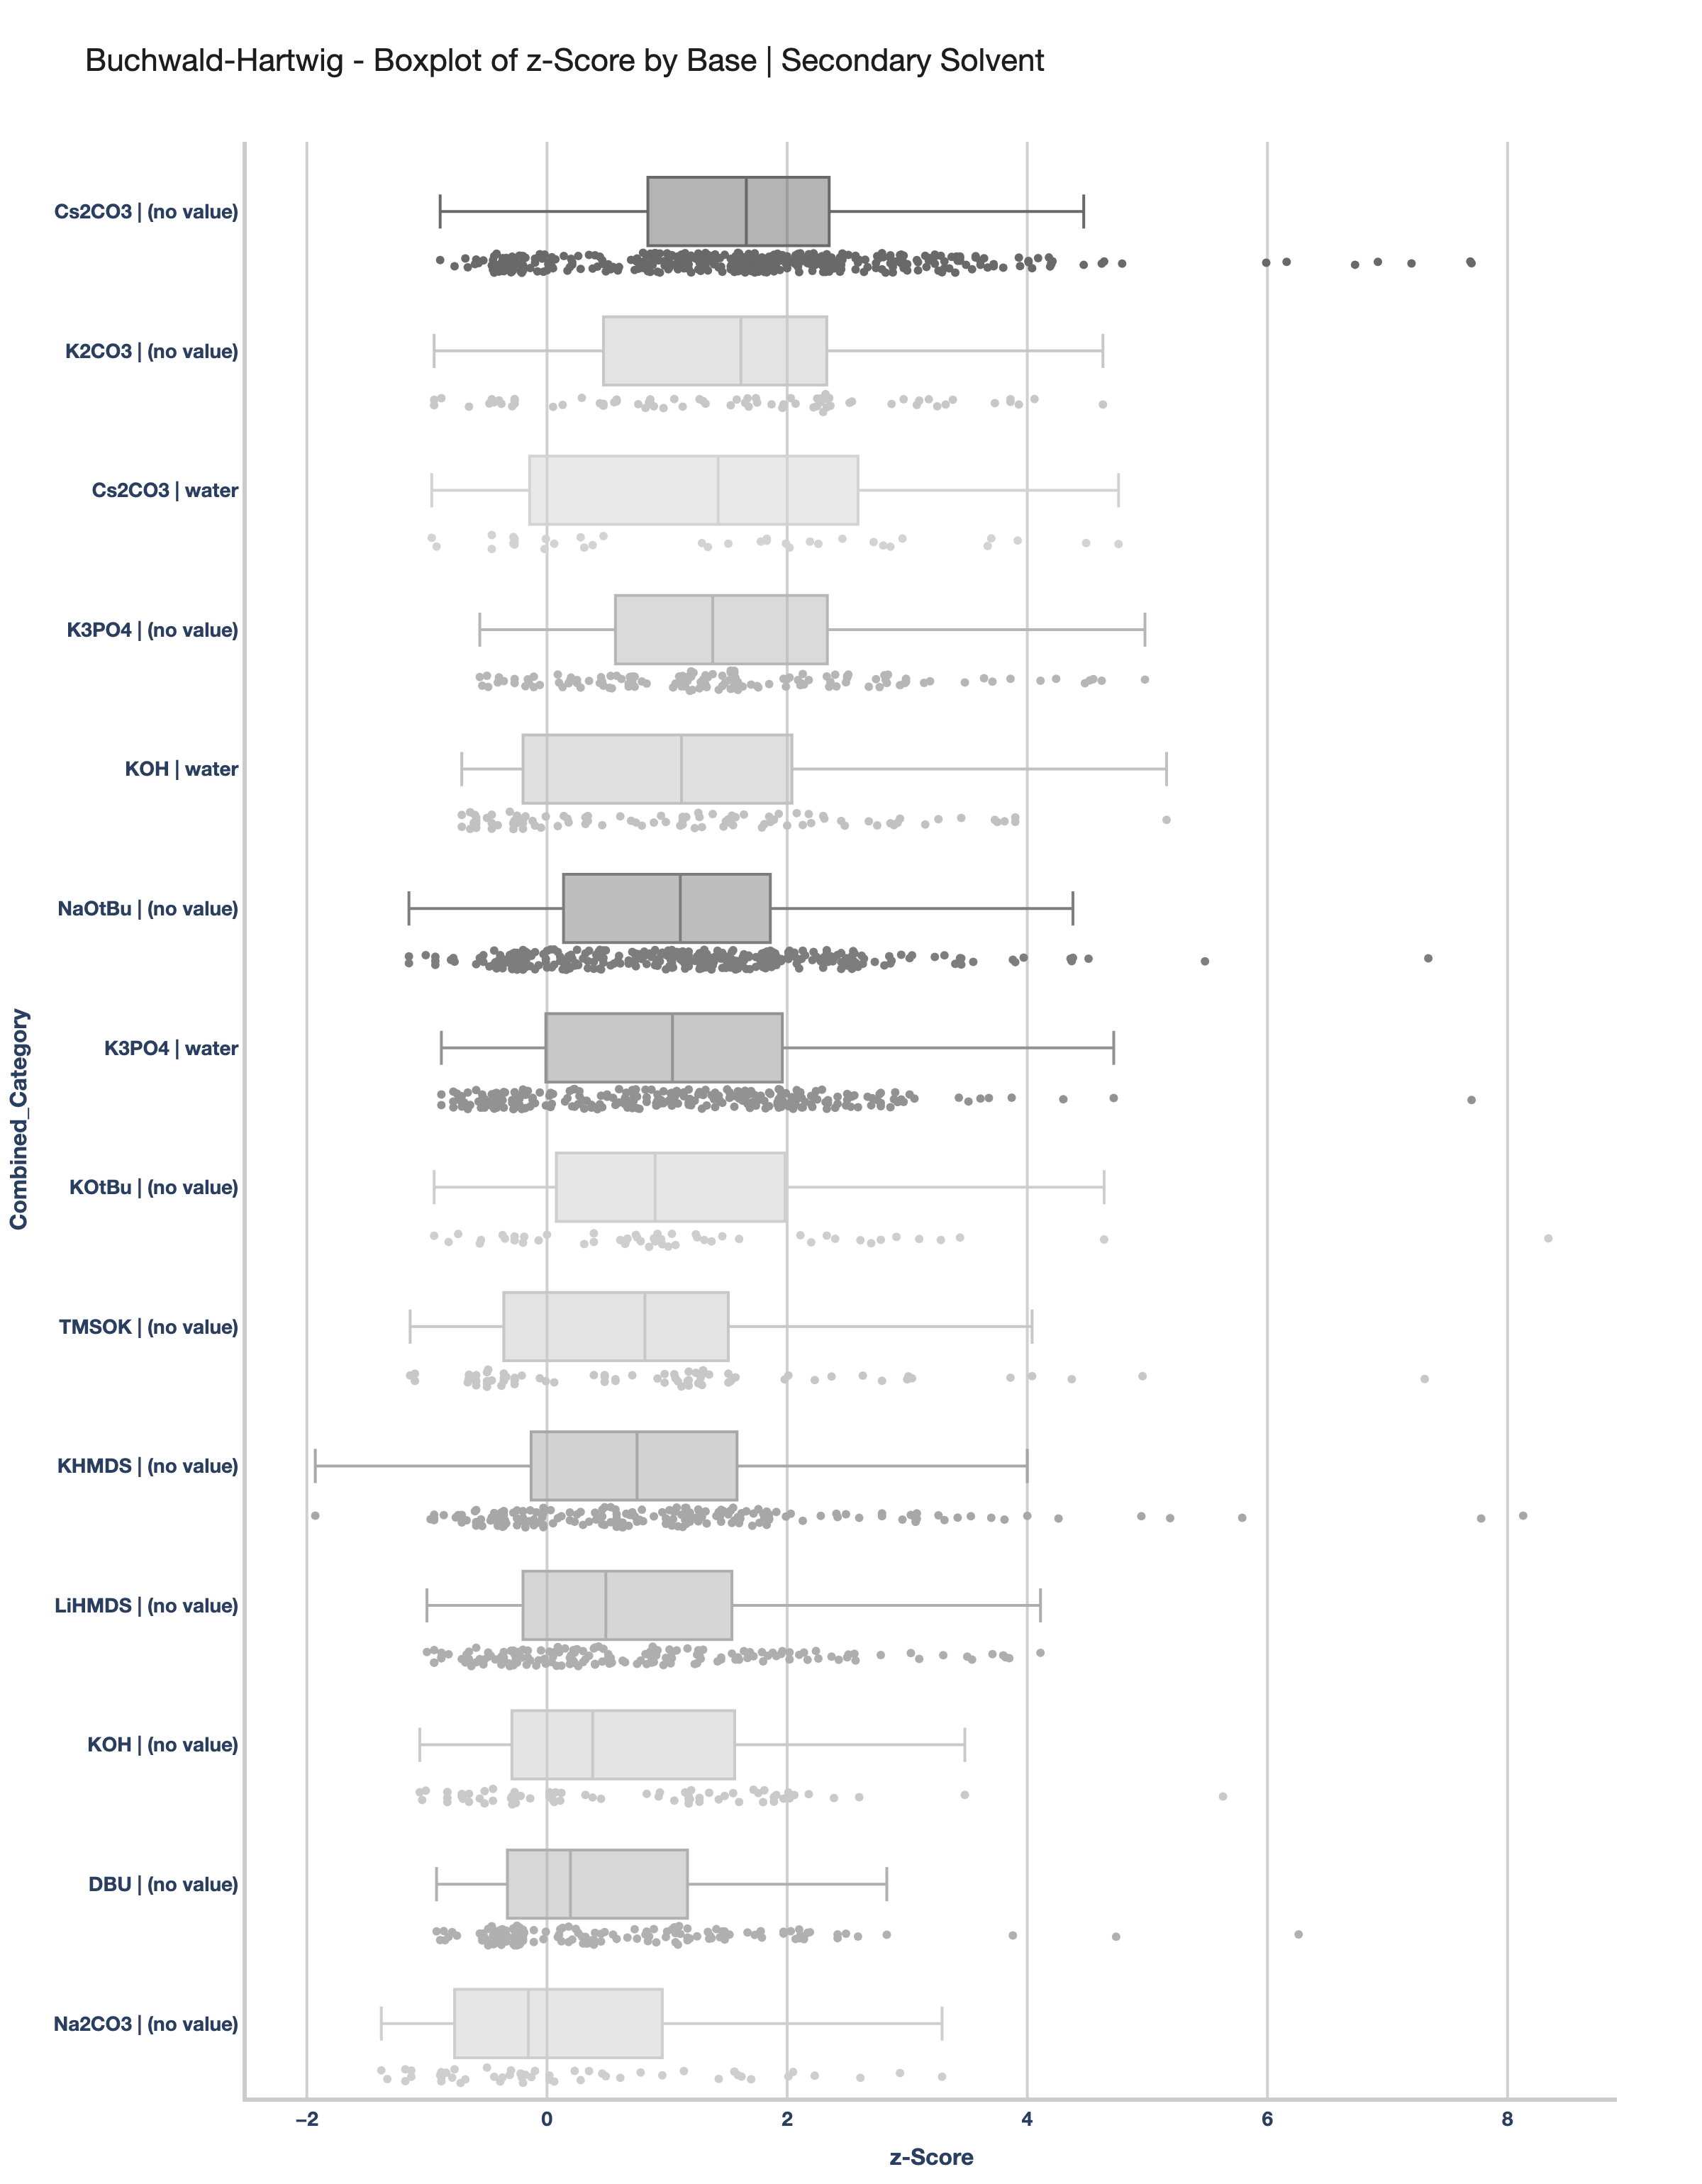 Buchwald-Hartwig - Boxplot of z-Score by Base | Secondary Solvent
Combined_Category
Cs2CO3 | (no value)
K2CO3 | (no value)
Cs2CO3 | water
K3PO4 | (no value)
KOH | water
NaOtBu | (no value)
K3PO4 | water
KOtBu | (no value)
TMSOK | (no value)
KHMDS | (no value)
LiHMDS | (no value)
KOH | (no value)
DBU | (no value)
Na2CO3 | (no value)
−2 0 2 4 6 8
z-Score